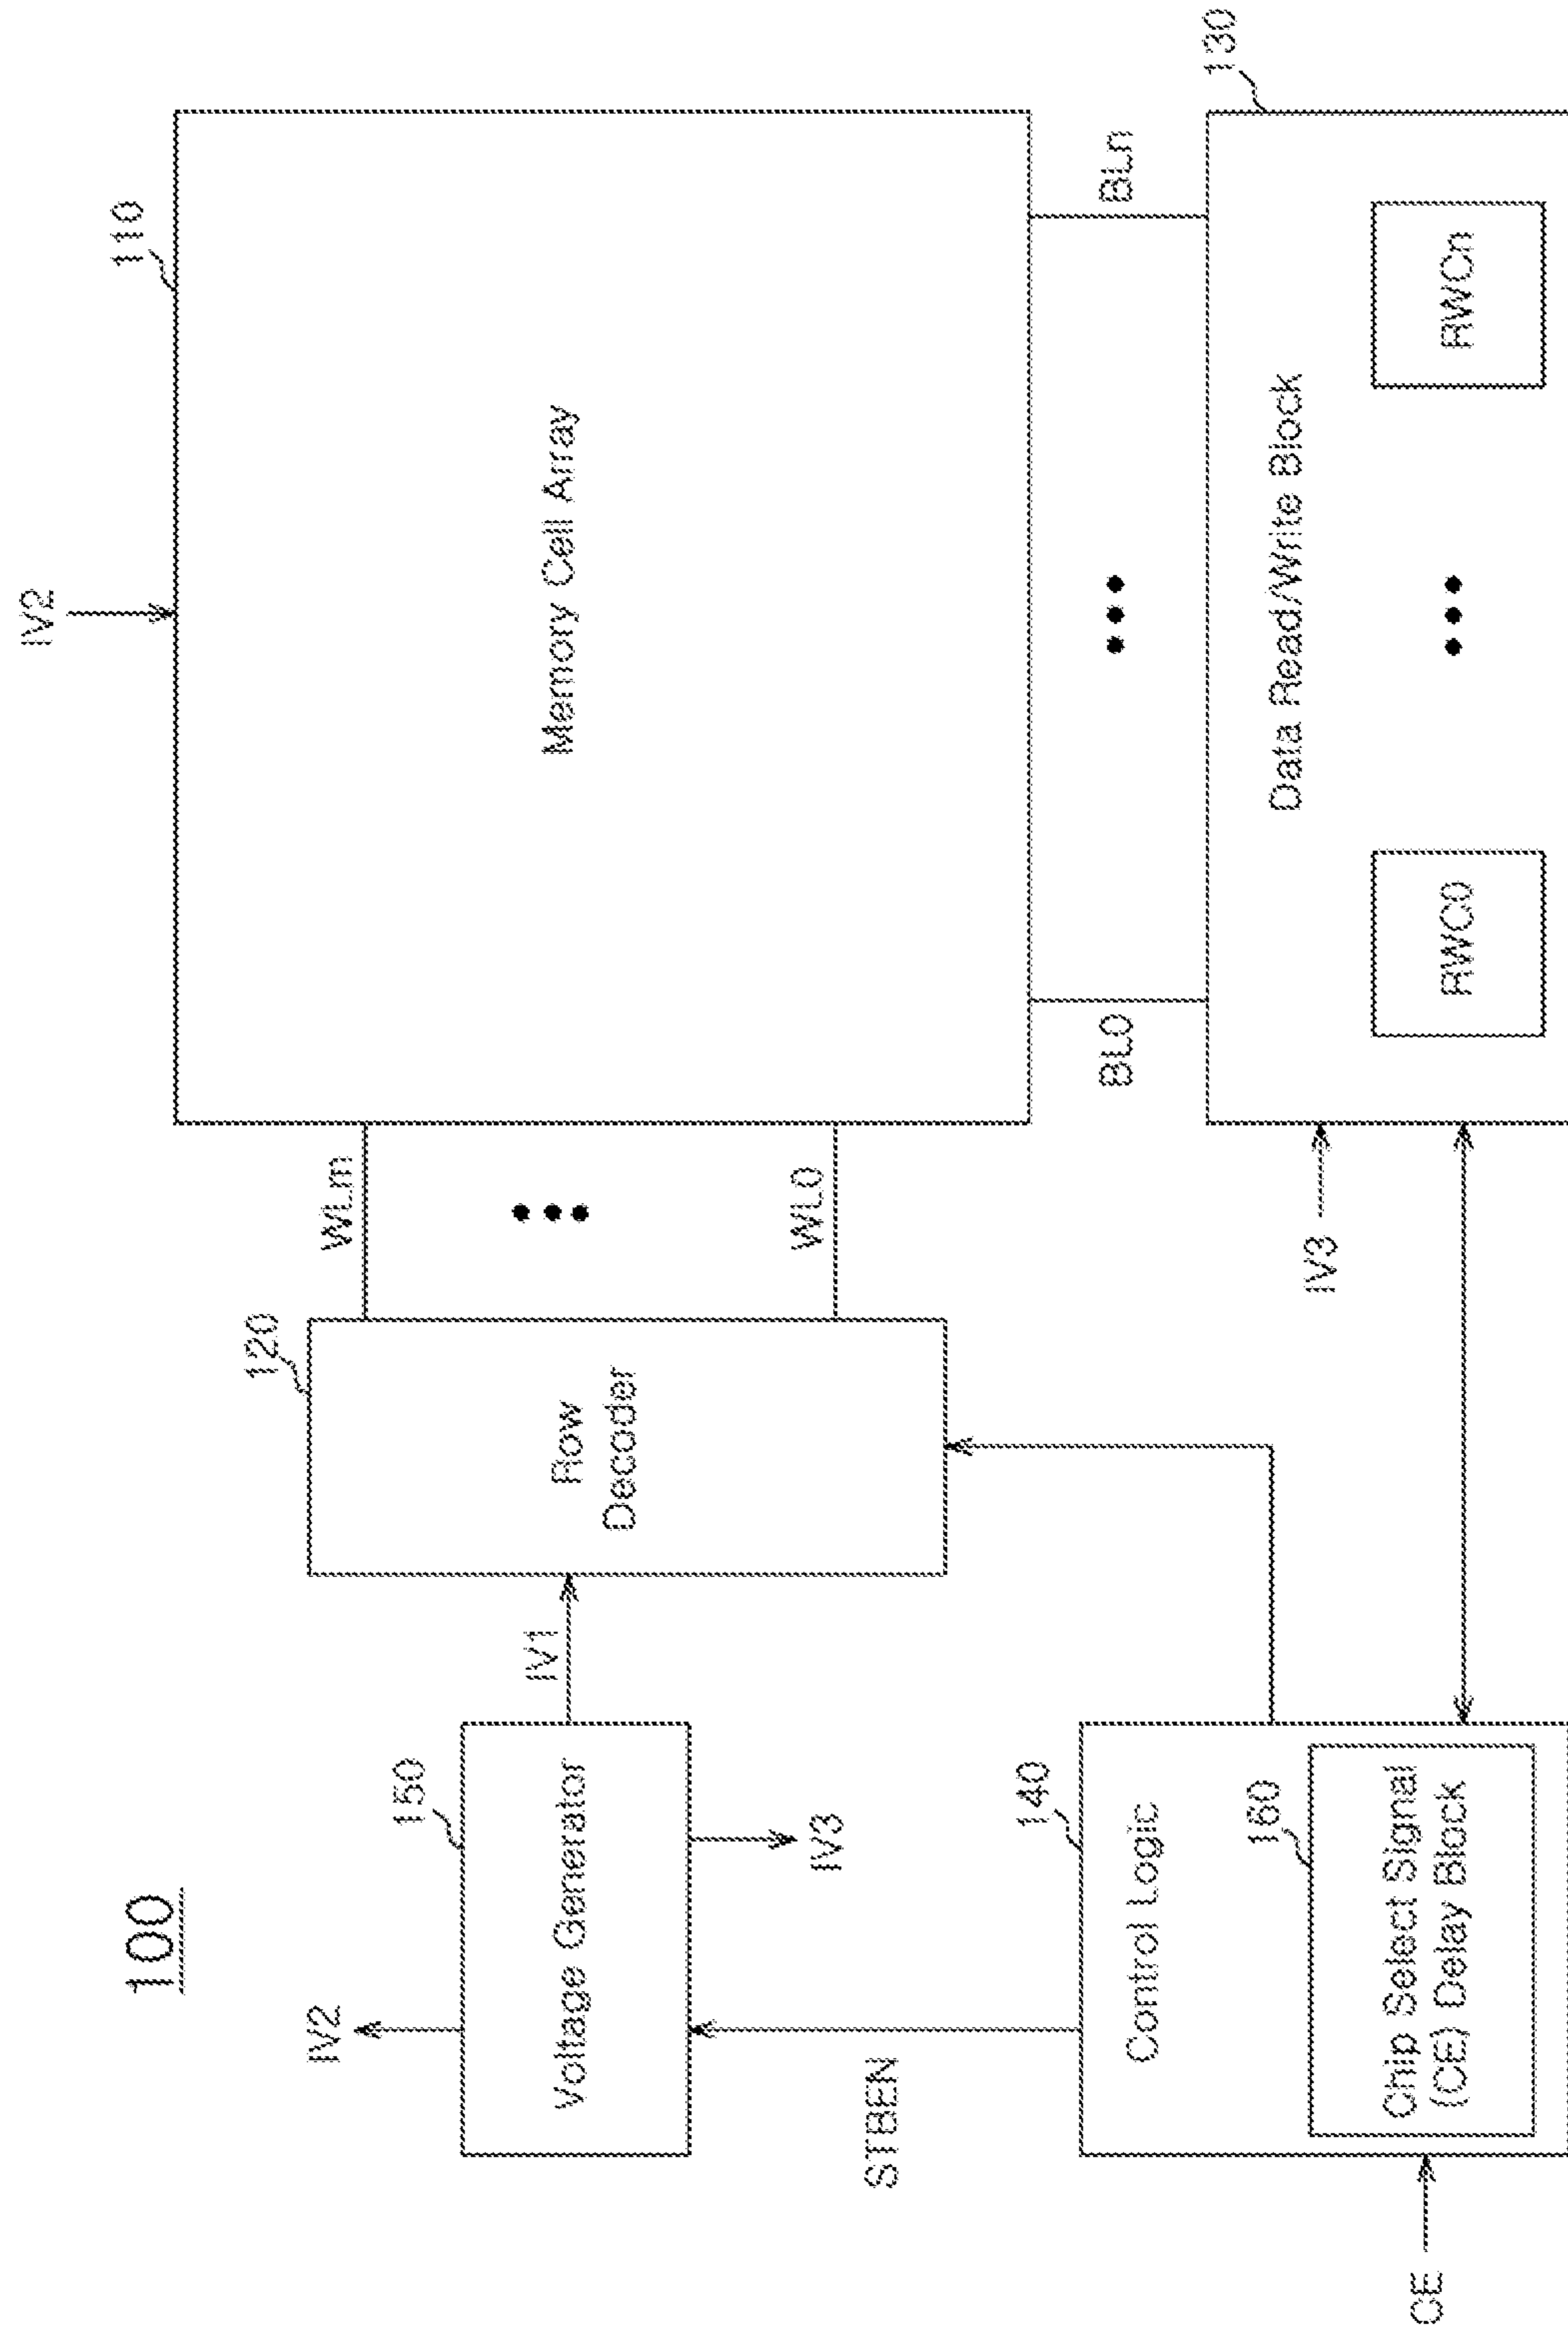 100
IV2
IV2
110
Memory Cell Array
120
Row
Decoder
WLm
WL0
150
Voltage Generator
IV1
IV3
STBEN
BL0
BLn
140
Control Logic
160
Chip Select Signal
(CE) Delay Block
CE
IV3
130
Data Read/Write Block
RWC0
RWCn